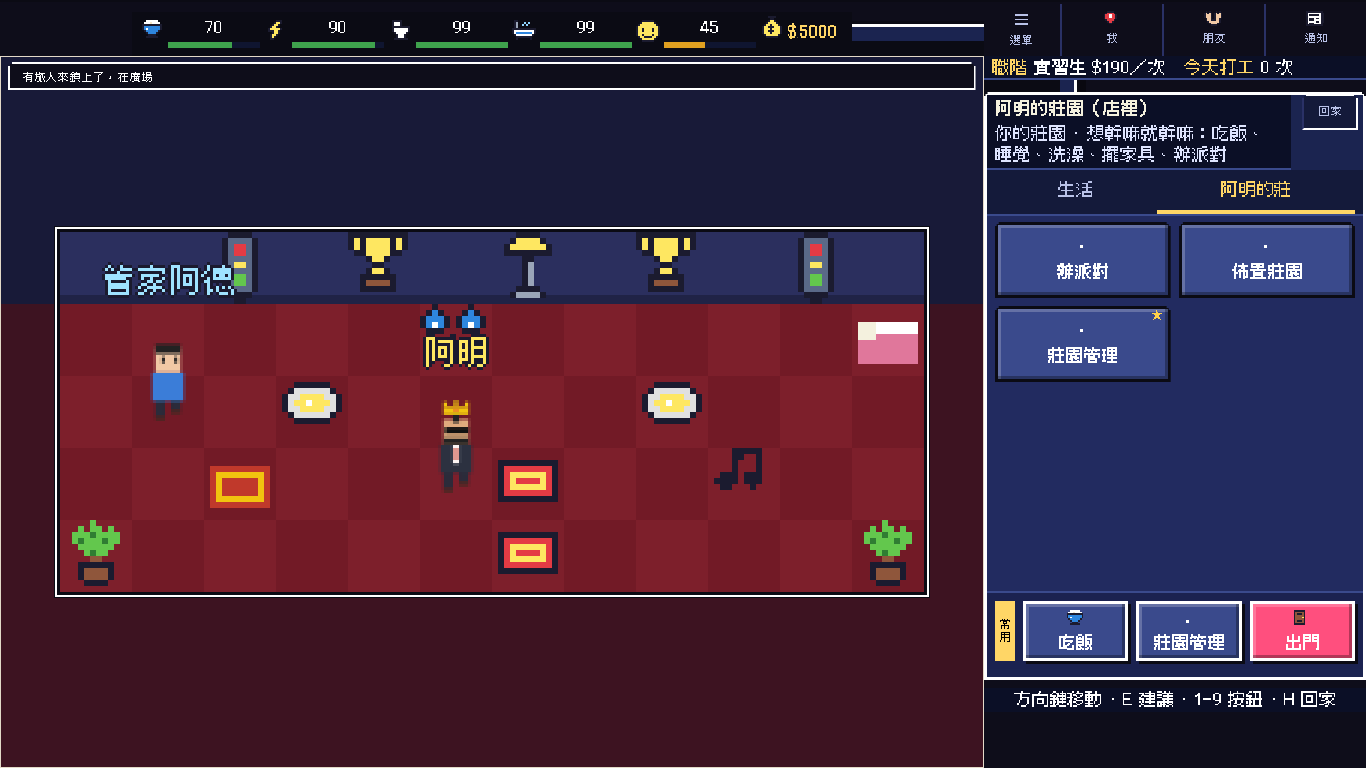 70 90 99 99 45 $5000
選單 我 朋友 通知
有旅人來鎮上了，在廣場
職階 實習生 $190／次 今天打工 0 次
阿明的莊園（店裡）
回家
你的莊園．想幹嘛就幹嘛：吃飯、
睡覺、洗澡、擺家具、辦派對
生活 阿明的莊
辦派對 佈置莊園
莊園管理
管家阿德
阿明
常用
吃飯 莊園管理 出門
方向鍵移動．E 建議．1-9 按鈕．H 回家